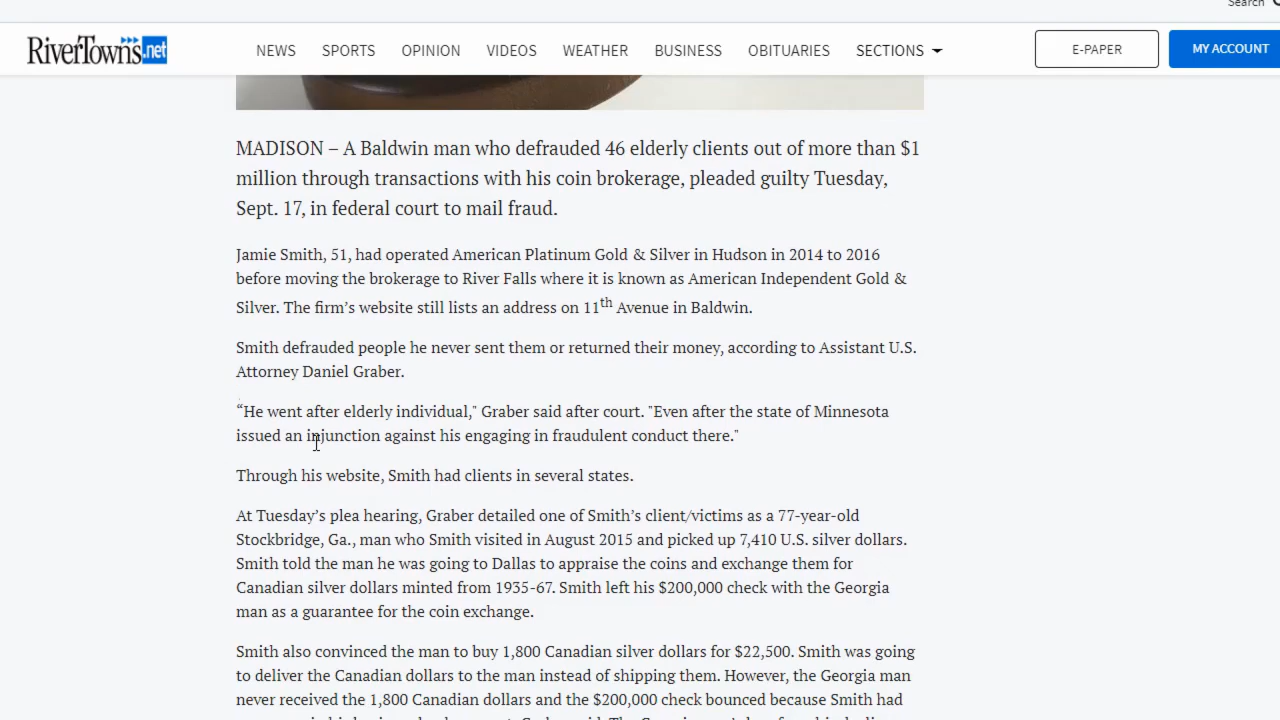 Search
RiverTowns.net
NEWS SPORTS OPINION VIDEOS WEATHER BUSINESS OBITUARIES SECTIONS E-PAPER MY ACCOUNT
MADISON – A Baldwin man who defrauded 46 elderly clients out of more than $1
million through transactions with his coin brokerage, pleaded guilty Tuesday,
Sept. 17, in federal court to mail fraud.
Jamie Smith, 51, had operated American Platinum Gold & Silver in Hudson in 2014 to 2016
before moving the brokerage to River Falls where it is known as American Independent Gold &
Silver. The firm’s website still lists an address on 11th Avenue in Baldwin.
Smith defrauded people he never sent them or returned their money, according to Assistant U.S.
Attorney Daniel Graber.
“He went after elderly individual," Graber said after court. "Even after the state of Minnesota
issued an injunction against his engaging in fraudulent conduct there."
Through his website, Smith had clients in several states.
At Tuesday’s plea hearing, Graber detailed one of Smith’s client/victims as a 77-year-old
Stockbridge, Ga., man who Smith visited in August 2015 and picked up 7,410 U.S. silver dollars.
Smith told the man he was going to Dallas to appraise the coins and exchange them for
Canadian silver dollars minted from 1935-67. Smith left his $200,000 check with the Georgia
man as a guarantee for the coin exchange.
Smith also convinced the man to buy 1,800 Canadian silver dollars for $22,500. Smith was going
to deliver the Canadian dollars to the man instead of shipping them. However, the Georgia man
never received the 1,800 Canadian dollars and the $200,000 check bounced because Smith had